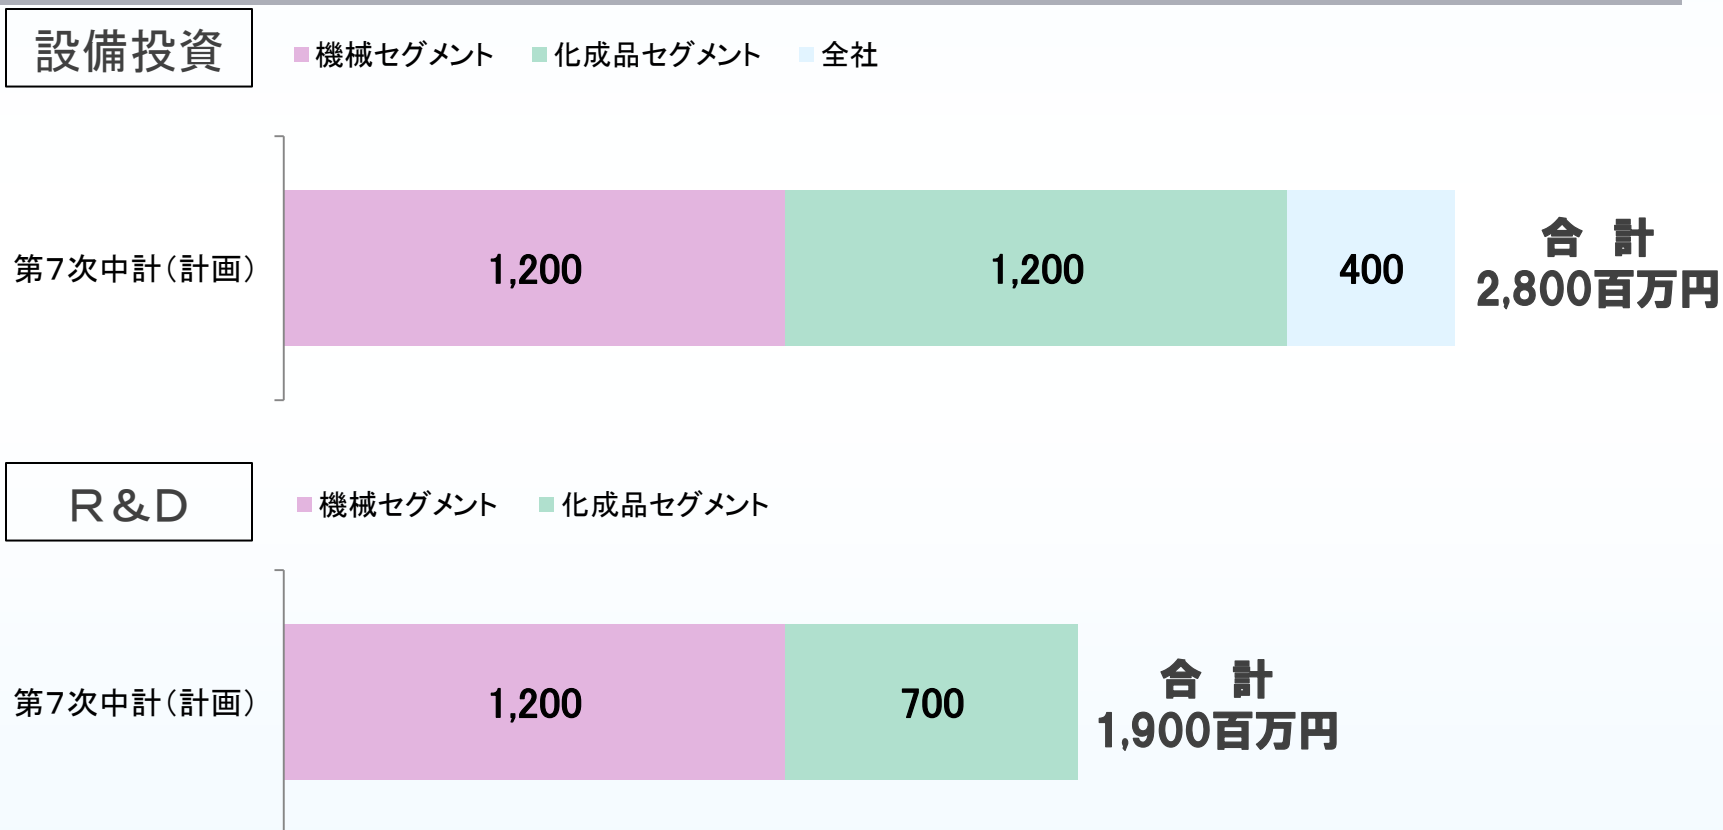 設備投資
機械セグメント 化成品セグメント 全社
第7次中計(計画) 1,200 1,200 400
合 計
2,800百万円
R&D
機械セグメント 化成品セグメント
第7次中計(計画) 1,200 700
合 計
1,900百万円